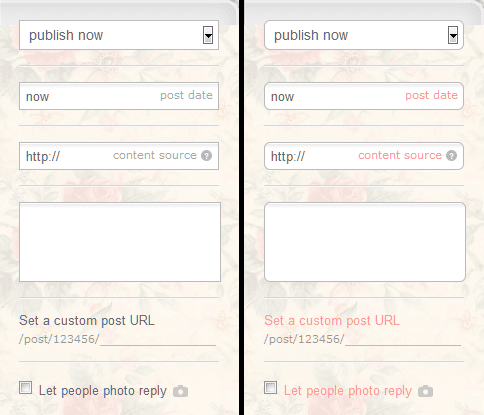 publish now
now post date
http:// content source ?
Set a custom post URL
/post/123456/
Let people photo reply
publish now
now post date
http:// content source ?
Set a custom post URL
/post/123456/
Let people photo reply